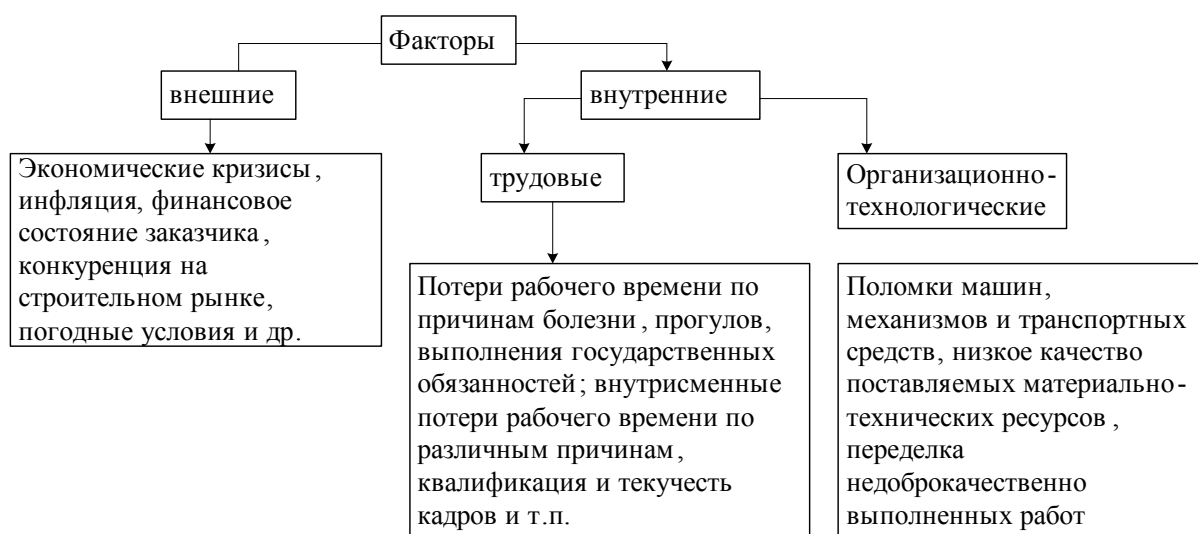 Факторы
внешние
внутренние
Экономические кризисы,
инфляция, финансовое
состояние заказчика,
конкуренция на
строительном рынке,
погодные условия и др.
трудовые
Организационно-
технологические
Потери рабочего времени по
причинам болезни, прогулов,
выполнения государственных
обязанностей; внутрисменные
потери рабочего времени по
различным причинам,
квалификация и текучесть
кадров и т.п.
Поломки машин,
механизмов и транспортных
средств, низкое качество
поставляемых материально-
технических ресурсов,
переделка
недоброкачественно
выполненных работ